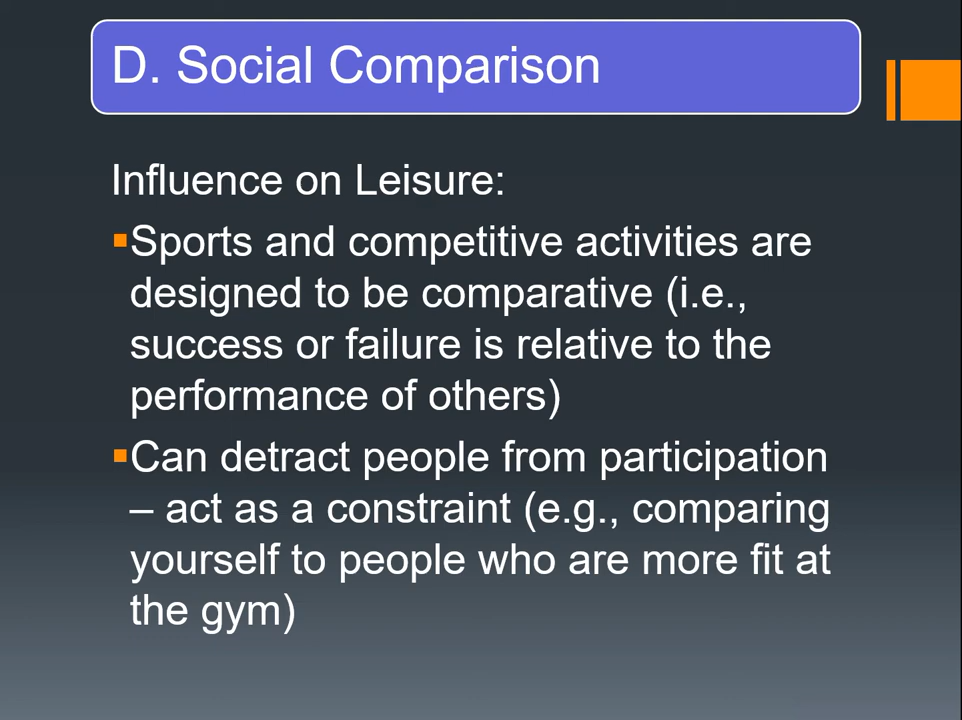 D. Social Comparison
Influence on Leisure:
▪Sports and competitive activities are
designed to be comparative (i.e.,
success or failure is relative to the
performance of others)
▪Can detract people from participation
– act as a constraint (e.g., comparing
yourself to people who are more fit at
the gym)